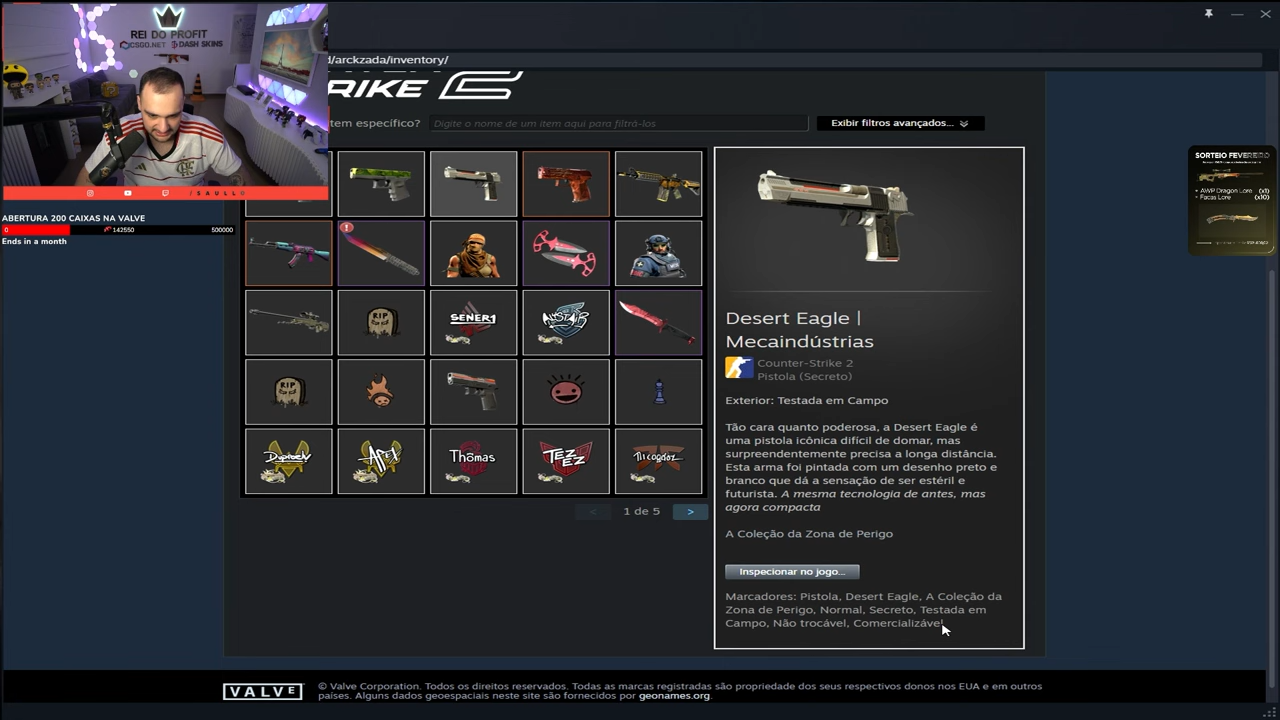 REI DO PROFIT
CSGO.NET DASH SKINS
SAULLO
ABERTURA 200 CAIXAS NA VALVE
0 142550 500000
Ends in a month
d/arckzada/inventory/
RIKE 2
tem específico?
Digite o nome de um item aqui para filtrá-los
Exibir filtros avançados...
RIP
SENER1
RIP
Thomas
TEZ EZ
1 de 5
<
>
Desert Eagle |
Mecaindústrias
Counter-Strike 2
Pistola (Secreto)
Exterior: Testada em Campo
Tão cara quanto poderosa, a Desert Eagle é
uma pistola icônica difícil de domar, mas
surpreendentemente precisa a longa distância.
Esta arma foi pintada com um desenho preto e
branco que dá a sensação de ser estéril e
futurista. A mesma tecnologia de antes, mas
agora compacta
A Coleção da Zona de Perigo
Inspecionar no jogo...
Marcadores: Pistola, Desert Eagle, A Coleção da
Zona de Perigo, Normal, Secreto, Testada em
Campo, Não trocável, Comercializável
SORTEIO FEVEREIRO
+ AWP Dragon Lore (x1)
+ Facas Lore (x10)
VALVE
© Valve Corporation. Todos os direitos reservados. Todas as marcas registradas são propriedade dos seus respectivos donos nos EUA e em outros
países. Alguns dados geoespaciais neste site são fornecidos por geonames.org.